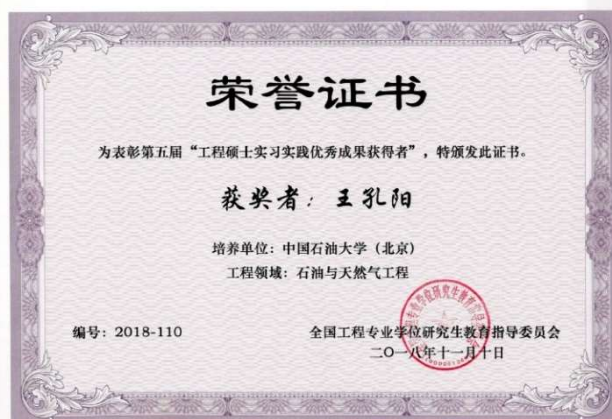 荣誉证书
为表彰第五届“工程硕士实习实践优秀成果获得者”，特颁发此证书。
获奖者：王孔阳
培养单位：中国石油大学（北京）
工程领域：石油与天然气工程
编号：2018-110
全国工程专业学位研究生教育指导委员会
二〇一八年十一月十日